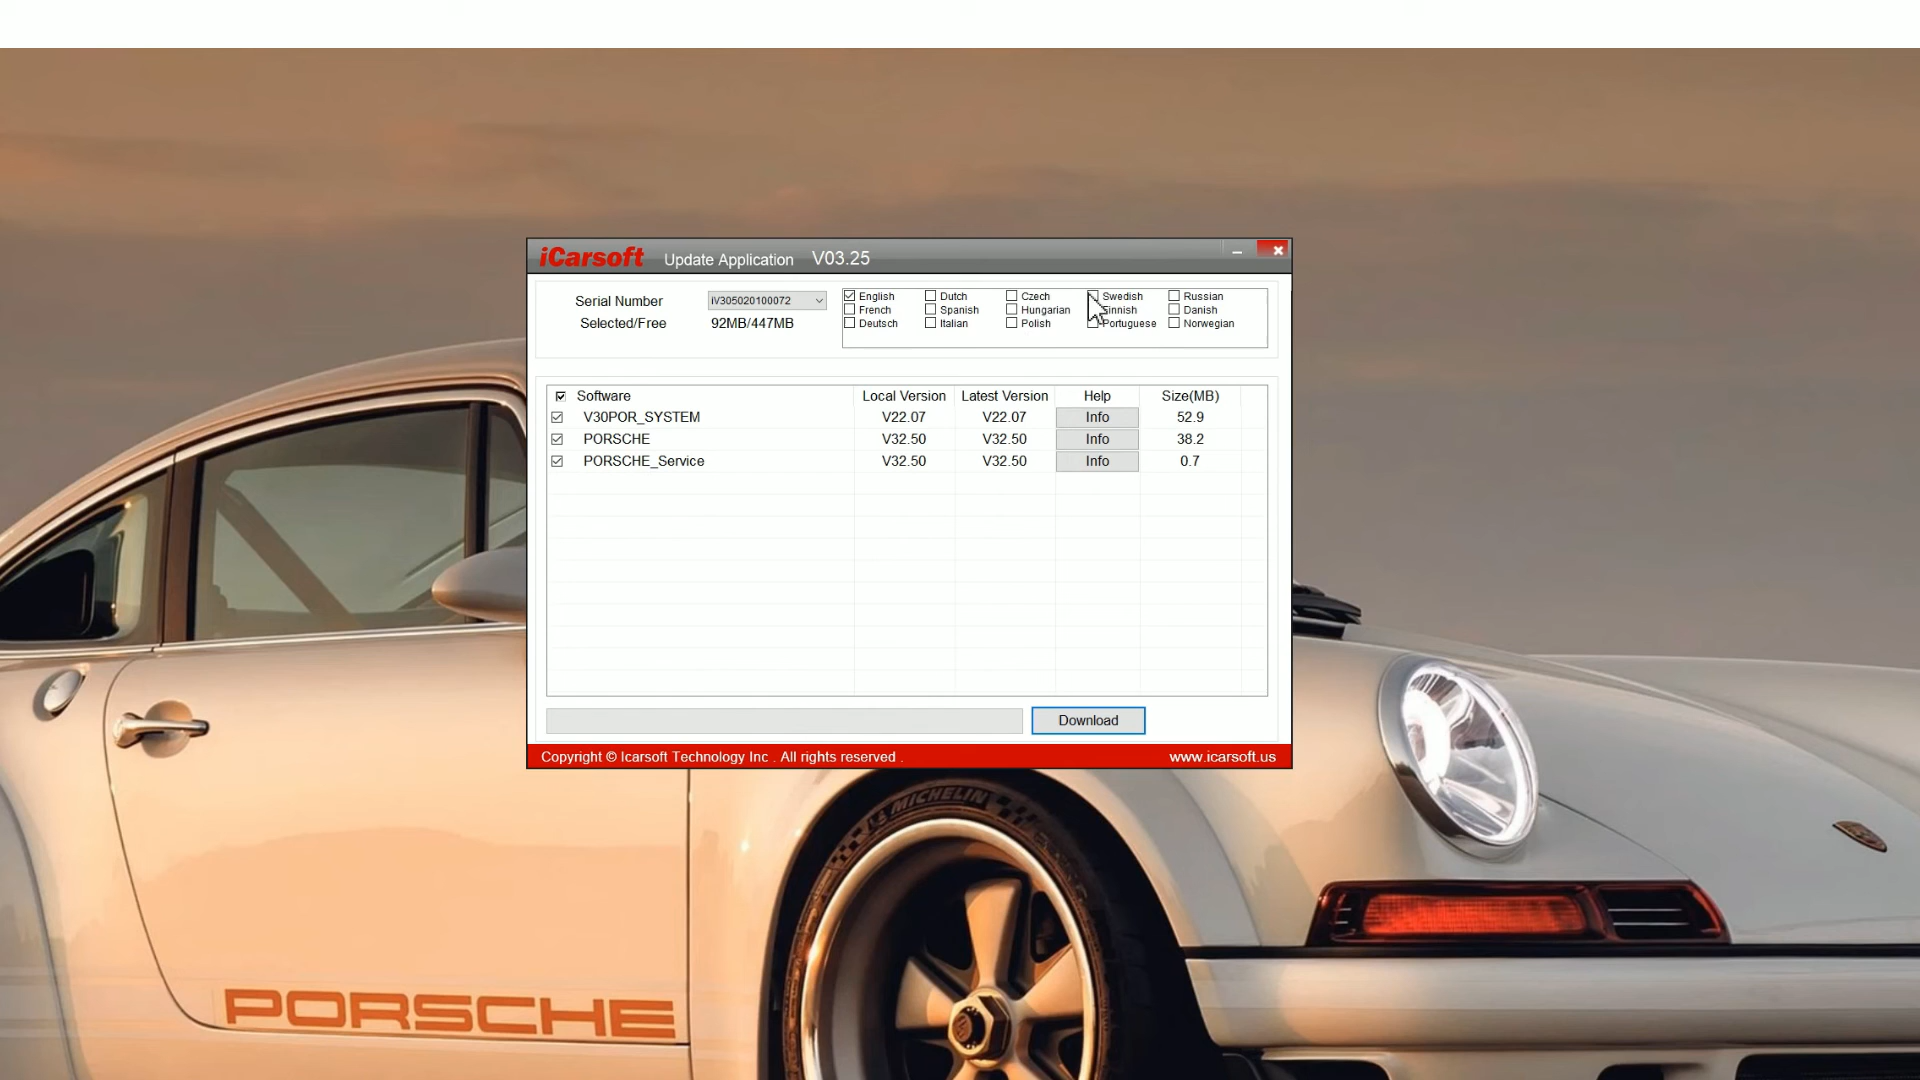 iCarsoft Update Application V03.25
Serial Number iV305020100072
Selected/Free 92MB/447MB
English Dutch Czech Swedish Russian
French Spanish Hungarian Finnish Danish
Deutsch Italian Polish Portuguese Norwegian
Software Local Version Latest Version Help Size(MB)
V30POR_SYSTEM V22.07 V22.07 Info 52.9
PORSCHE V32.50 V32.50 Info 38.2
PORSCHE_Service V32.50 V32.50 Info 0.7
Download
Copyright © Icarsoft Technology Inc . All rights reserved . www.icarsoft.us
MICHELIN
PORSCHE